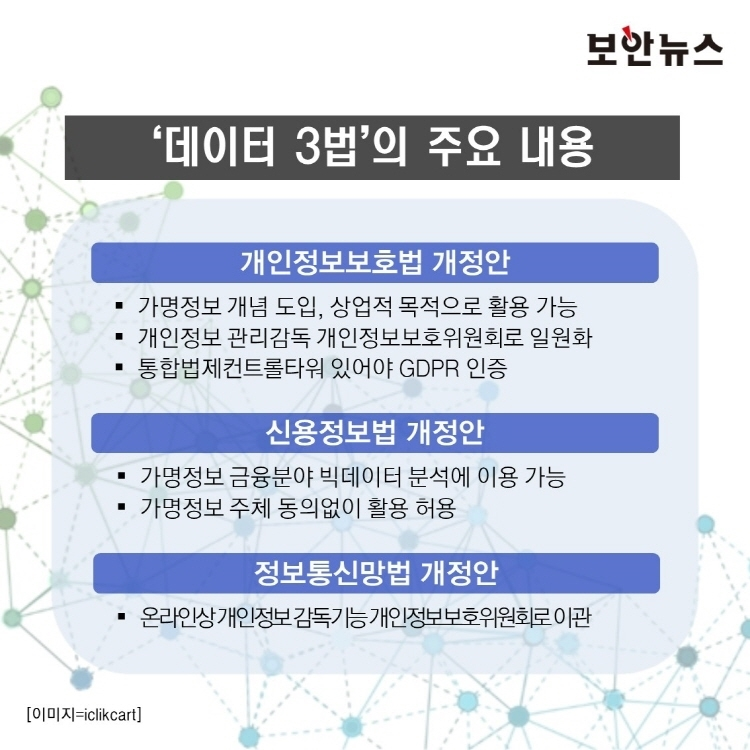 보안뉴스
‘데이터 3법’의 주요 내용
개인정보보호법 개정안
▪ 가명정보 개념 도입, 상업적 목적으로 활용 가능
▪ 개인정보 관리감독 개인정보보호위원회로 일원화
▪ 통합법제컨트롤타워 있어야 GDPR 인증
신용정보법 개정안
▪ 가명정보 금융분야 빅데이터 분석에 이용 가능
▪ 가명정보 주체 동의없이 활용 허용
정보통신망법 개정안
▪ 온라인상 개인정보 감독기능 개인정보보호위원회로 이관
[이미지=iclikcart]